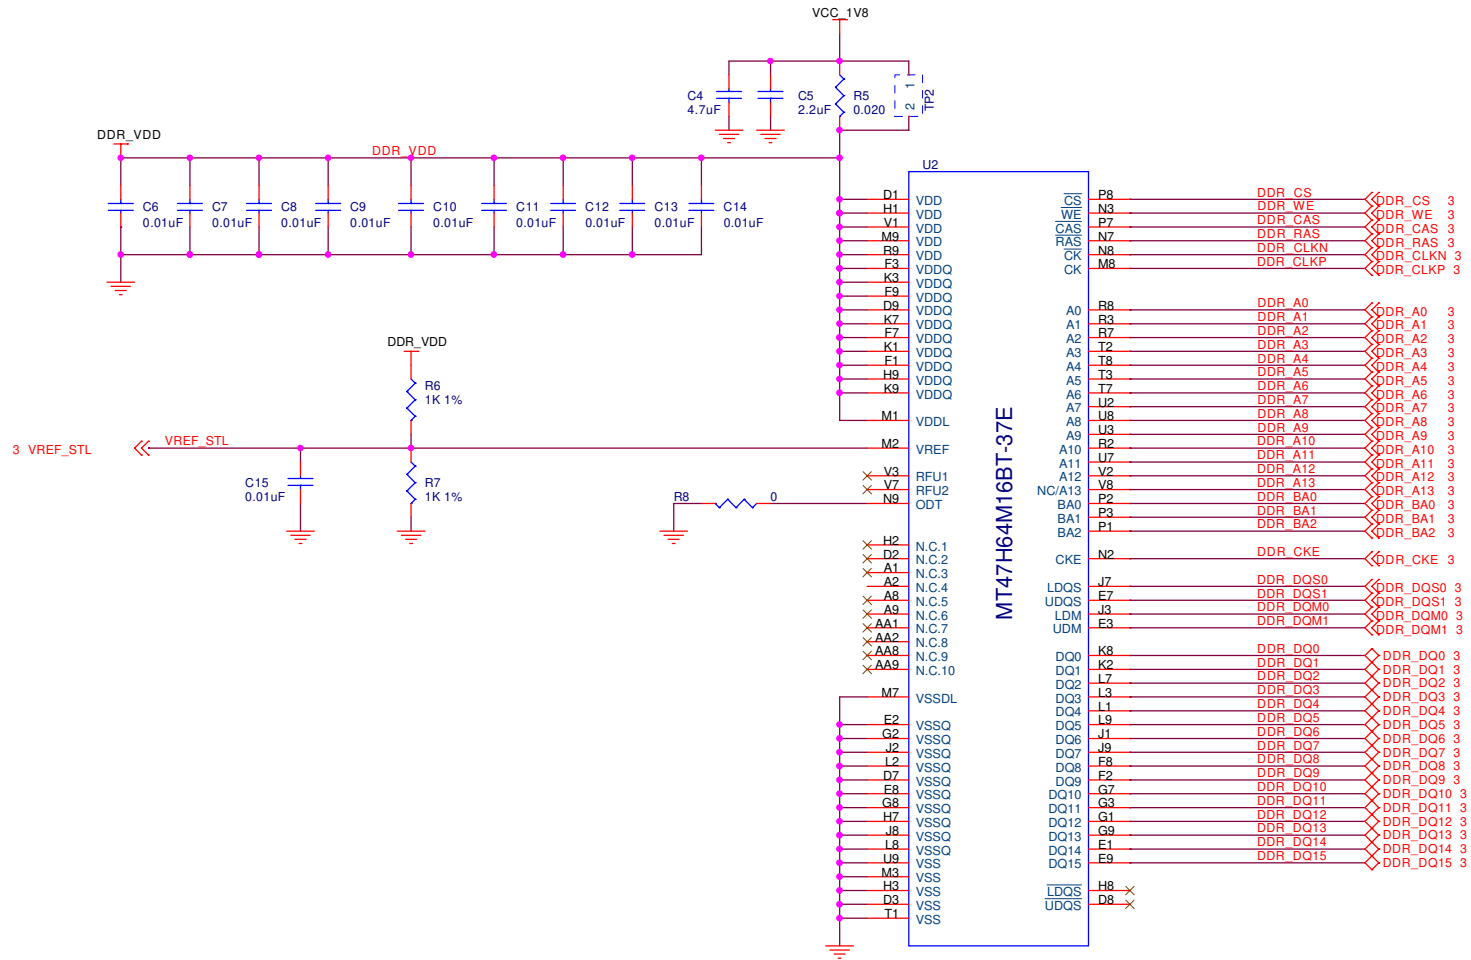 VCC_1V8
C4
4.7uF
C5
2.2uF
R5
0.020
1
2
TP2
DDR_VDD
DDR_VDD
C6
0.01uF
C7
0.01uF
C8
0.01uF
C9
0.01uF
C10
0.01uF
C11
0.01uF
C12
0.01uF
C13
0.01uF
C14
0.01uF
DDR_VDD
R6
1K 1%
3 VREF_STL
VREF_STL
C15
0.01uF
R7
1K 1%
R8
0
U2
MT47H64M16BT-37E
D1 VDD
H1 VDD
V1 VDD
M9 VDD
R9 VDD
F3 VDDQ
K3 VDDQ
F9 VDDQ
D9 VDDQ
K7 VDDQ
F7 VDDQ
K1 VDDQ
F1 VDDQ
H9 VDDQ
K9 VDDQ
M1 VDDL
M2 VREF
V3 RFU1
V7 RFU2
N9 ODT
H2 N.C.1
D2 N.C.2
A1 N.C.3
A2 N.C.4
A8 N.C.5
A9 N.C.6
AA1 N.C.7
AA2 N.C.8
AA8 N.C.9
AA9 N.C.10
M7 VSSDL
E2 VSSQ
G2 VSSQ
J2 VSSQ
L2 VSSQ
D7 VSSQ
E8 VSSQ
G8 VSSQ
H7 VSSQ
J8 VSSQ
L8 VSSQ
U9 VSS
M3 VSS
H3 VSS
D3 VSS
T1 VSS
CS P8 DDR_CS DDR_CS 3
WE N3 DDR_WE DDR_WE 3
CAS P7 DDR_CAS DDR_CAS 3
RAS N7 DDR_RAS DDR_RAS 3
CK N8 DDR_CLKN DDR_CLKN 3
CK M8 DDR_CLKP DDR_CLKP 3
A0 R8 DDR_A0 DDR_A0 3
A1 R3 DDR_A1 DDR_A1 3
A2 R7 DDR_A2 DDR_A2 3
A3 T2 DDR_A3 DDR_A3 3
A4 T8 DDR_A4 DDR_A4 3
A5 T3 DDR_A5 DDR_A5 3
A6 T7 DDR_A6 DDR_A6 3
A7 U2 DDR_A7 DDR_A7 3
A8 U8 DDR_A8 DDR_A8 3
A9 U3 DDR_A9 DDR_A9 3
A10 R2 DDR_A10 DDR_A10 3
A11 U7 DDR_A11 DDR_A11 3
A12 V2 DDR_A12 DDR_A12 3
NC/A13 V8 DDR_A13 DDR_A13 3
BA0 P2 DDR_BA0 DDR_BA0 3
BA1 P3 DDR_BA1 DDR_BA1 3
BA2 P1 DDR_BA2 DDR_BA2 3
CKE N2 DDR_CKE DDR_CKE 3
LDQS J7 DDR_DQS0 DDR_DQS0 3
UDQS E7 DDR_DQS1 DDR_DQS1 3
LDM J3 DDR_DQM0 DDR_DQM0 3
UDM E3 DDR_DQM1 DDR_DQM1 3
DQ0 K8 DDR_DQ0 DDR_DQ0 3
DQ1 K2 DDR_DQ1 DDR_DQ1 3
DQ2 L7 DDR_DQ2 DDR_DQ2 3
DQ3 L3 DDR_DQ3 DDR_DQ3 3
DQ4 L1 DDR_DQ4 DDR_DQ4 3
DQ5 L9 DDR_DQ5 DDR_DQ5 3
DQ6 J1 DDR_DQ6 DDR_DQ6 3
DQ7 J9 DDR_DQ7 DDR_DQ7 3
DQ8 F8 DDR_DQ8 DDR_DQ8 3
DQ9 F2 DDR_DQ9 DDR_DQ9 3
DQ10 G7 DDR_DQ10 DDR_DQ10 3
DQ11 G3 DDR_DQ11 DDR_DQ11 3
DQ12 G1 DDR_DQ12 DDR_DQ12 3
DQ13 G9 DDR_DQ13 DDR_DQ13 3
DQ14 E1 DDR_DQ14 DDR_DQ14 3
DQ15 E9 DDR_DQ15 DDR_DQ15 3
LDQS H8
UDQS D8